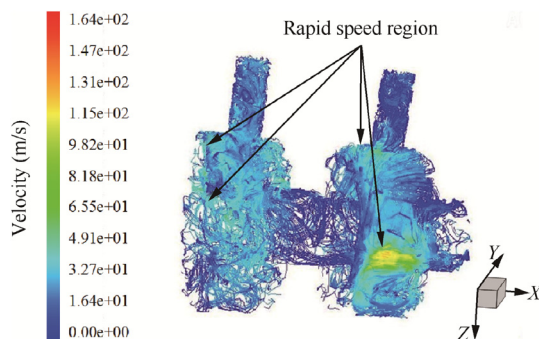 Rapid speed region
Velocity (m/s)
1.64e+02
1.47e+02
1.31e+02
1.15e+02
9.82e+01
8.18e+01
6.55e+01
4.91e+01
3.27e+01
1.64e+01
0.00e+00
Y
X
Z